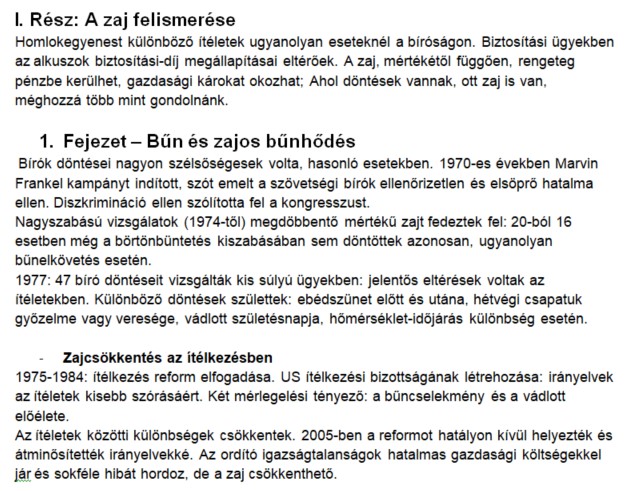 I. Rész: A zaj felismerése
Homlokegyenest különböző ítéletek ugyanolyan eseteknél a bíróságon. Biztosítási ügyekben
az alkuszok biztosítási-díj megállapításai eltérőek. A zaj, mértékétől függően, rengeteg
pénzbe kerülhet, gazdasági károkat okozhat; Ahol döntések vannak, ott zaj is van,
méghozzá több mint gondolnánk.
1. Fejezet – Bűn és zajos bűnhődés
Bírók döntései nagyon szélsőségesek volta, hasonló esetekben. 1970-es években Marvin
Frankel kampányt indított, szót emelt a szövetségi bírók ellenőrizetlen és elsöprő hatalma
ellen. Diszkrimináció ellen szólította fel a kongresszust.
Nagyszabású vizsgálatok (1974-től) megdöbbentő mértékű zajt fedeztek fel: 20-ból 16
esetben még a börtönbüntetés kiszabásában sem döntöttek azonosan, ugyanolyan
bűnelkövetés esetén.
1977: 47 bíró döntéseit vizsgálták kis súlyú ügyekben: jelentős eltérések voltak az
ítéletekben. Különböző döntések születtek: ebédszünet előtt és utána, hétvégi csapatuk
győzelme vagy veresége, vádlott születésnapja, hőmérséklet-időjárás különbség esetén.
- Zajcsökkentés az ítélkezésben
1975-1984: ítélkezés reform elfogadása. US ítélkezési bizottságának létrehozása: irányelvek
az ítéletek kisebb szórásáért. Két mérlegelési tényező: a bűncselekmény és a vádlott
előélete.
Az ítéletek közötti különbségek csökkentek. 2005-ben a reformot hatályon kívül helyezték és
átminősítették irányelvekké. Az ordító igazságtalanságok hatalmas gazdasági költségekkel
jár és sokféle hibát hordoz, de a zaj csökkenthető.